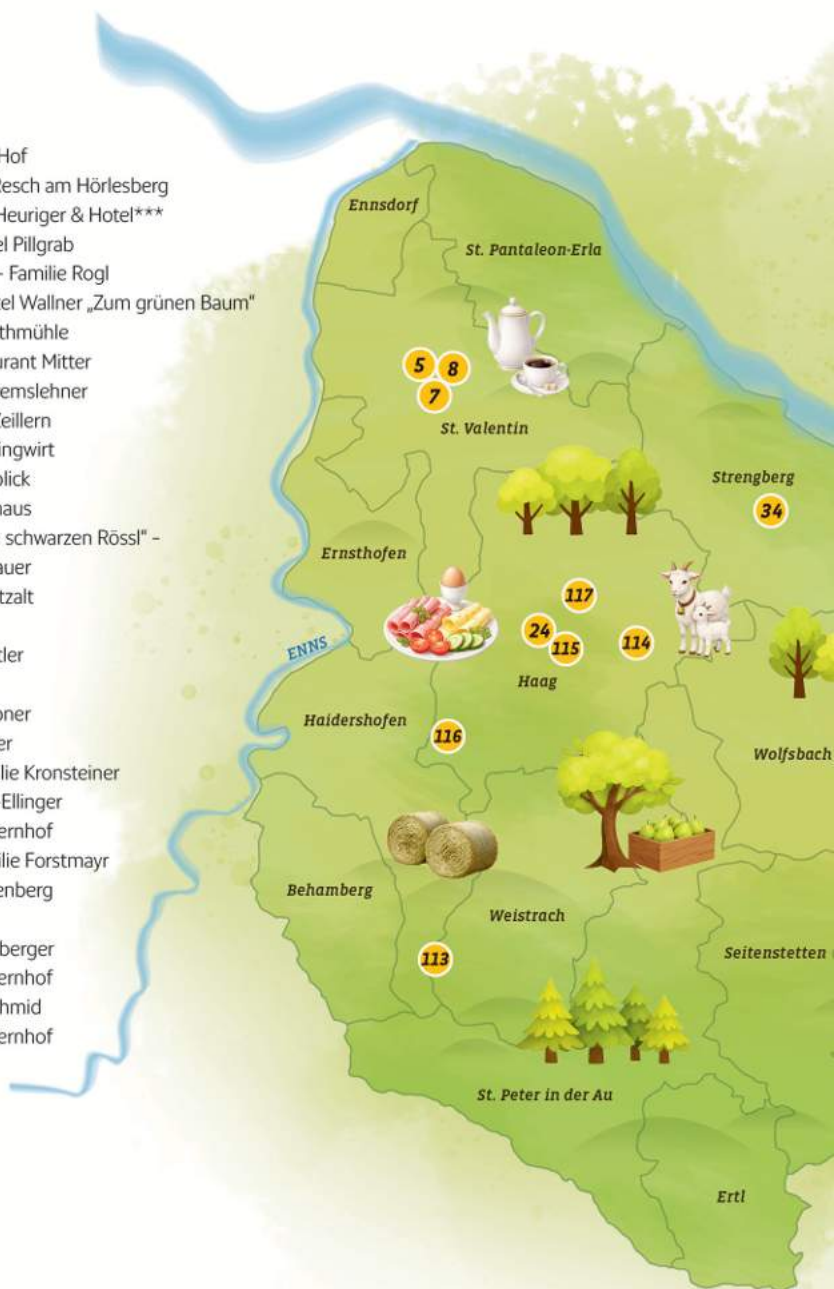 Hof
Resch am Hörlesberg
Heuriger & Hotel***
el Pillgrab
- Familie Rogl
tel Wallner „Zum grünen Baum"
thmühle
urant Mitter
remslehner
Zeillern
ingwirt
blick
haus
schwarzen Rössl" –
auer
tzalt
tler
oner
er
lie Kronsteiner
-Ellinger
ernhof
ilie Forstmayr
enberg
berger
ernhof
hmid
ernhof
Ennsdorf
St. Pantaleon-Erla
5
8
7
St. Valentin
Strengberg
34
Ernsthofen
117
24
115
114
ENNS
Haag
Haidershofen
116
Wolfsbach
Behamberg
Weistrach
113
Seitenstetten
St. Peter in der Au
Ertl